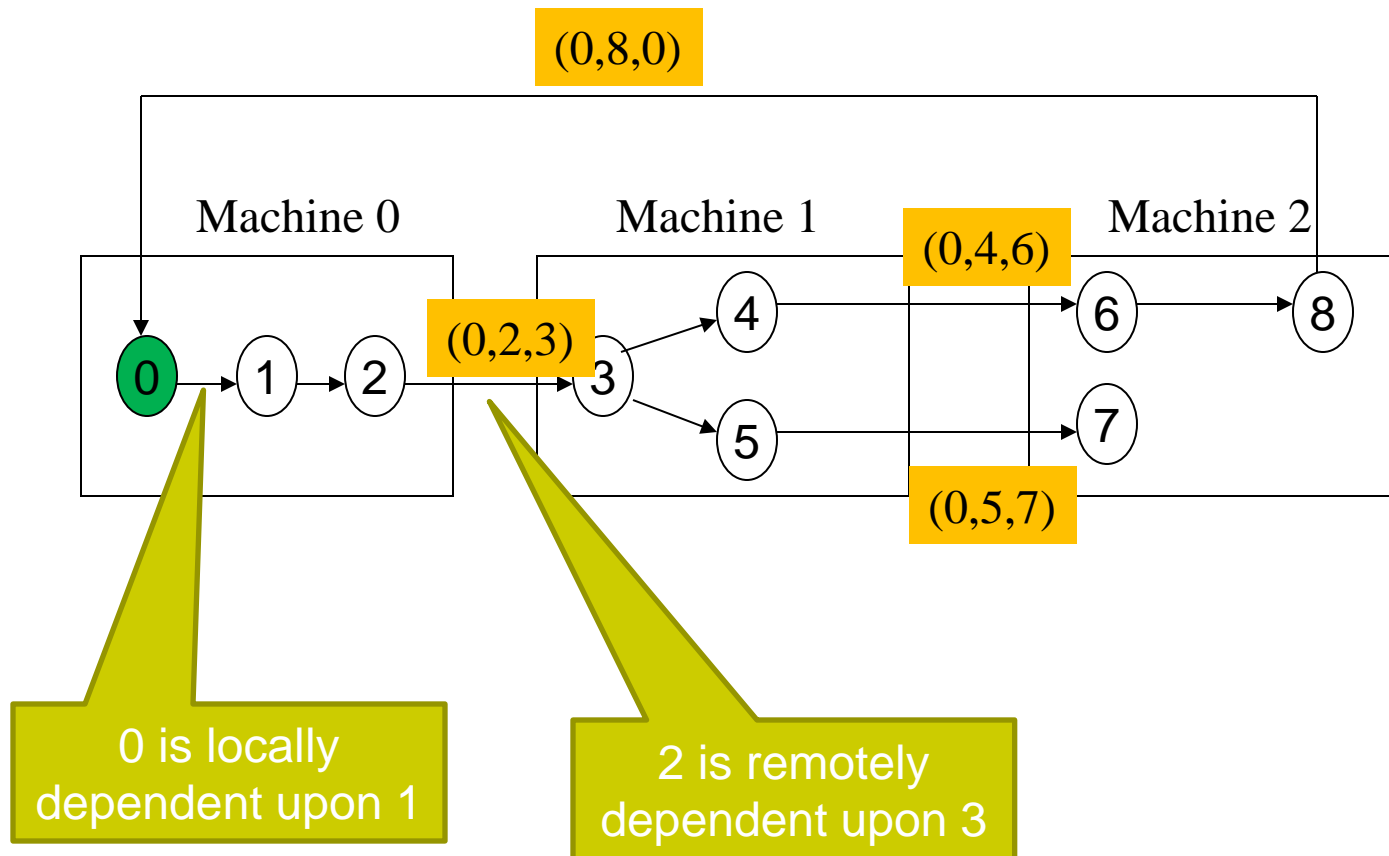 (0,8,0)
Machine 0
Machine 1
Machine 2
(0,4,6)
(0,2,3)
0
1
2
3
4
5
6
7
8
(0,5,7)
0 is locally
dependent upon 1
2 is remotely
dependent upon 3